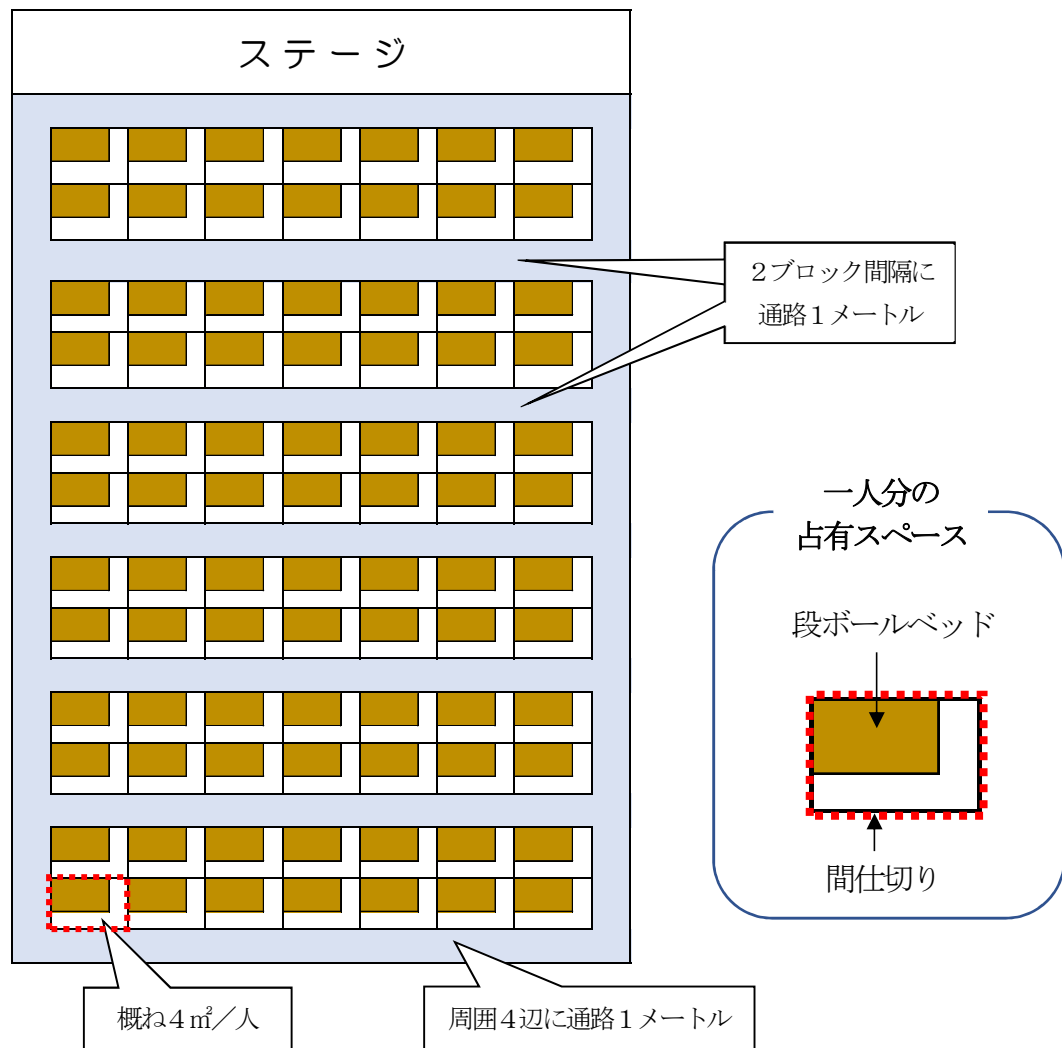 ステージ
２ブロック間隔に
通路１メートル
一人分の
占有スペース
段ボールベッド
間仕切り
概ね４㎡／人
周囲４辺に通路１メートル